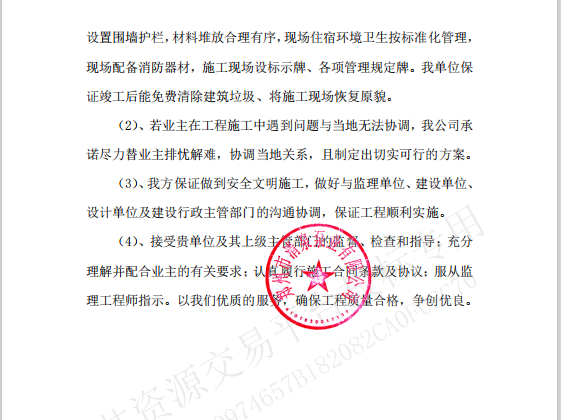 设置围墙护栏，材料堆放合理有序，现场住宿环境卫生按标准化管理，
现场配备消防器材，施工现场设标示牌、各项管理规定牌。我单位保
证竣工后能免费清除建筑垃圾、将施工现场恢复原貌。
（2）、若业主在工程施工中遇到问题与当地无法协调，我公司承
诺尽力替业主排忧解难，协调当地关系，且制定出切实可行的方案。
（3）、我方保证做到安全文明施工，做好与监理单位、建设单位、
设计单位及建设行政主管部门的沟通协调，保证工程顺利实施。
（4）、接受贵单位及其上级主管部门的监督、检查和指导；充分
理解并配合业主的有关要求；认真履行施工合同条款及协议；服从监
理工程师指示。以我们优质的服务，确保工程质量合格，争创优良。
资源交易平
专用